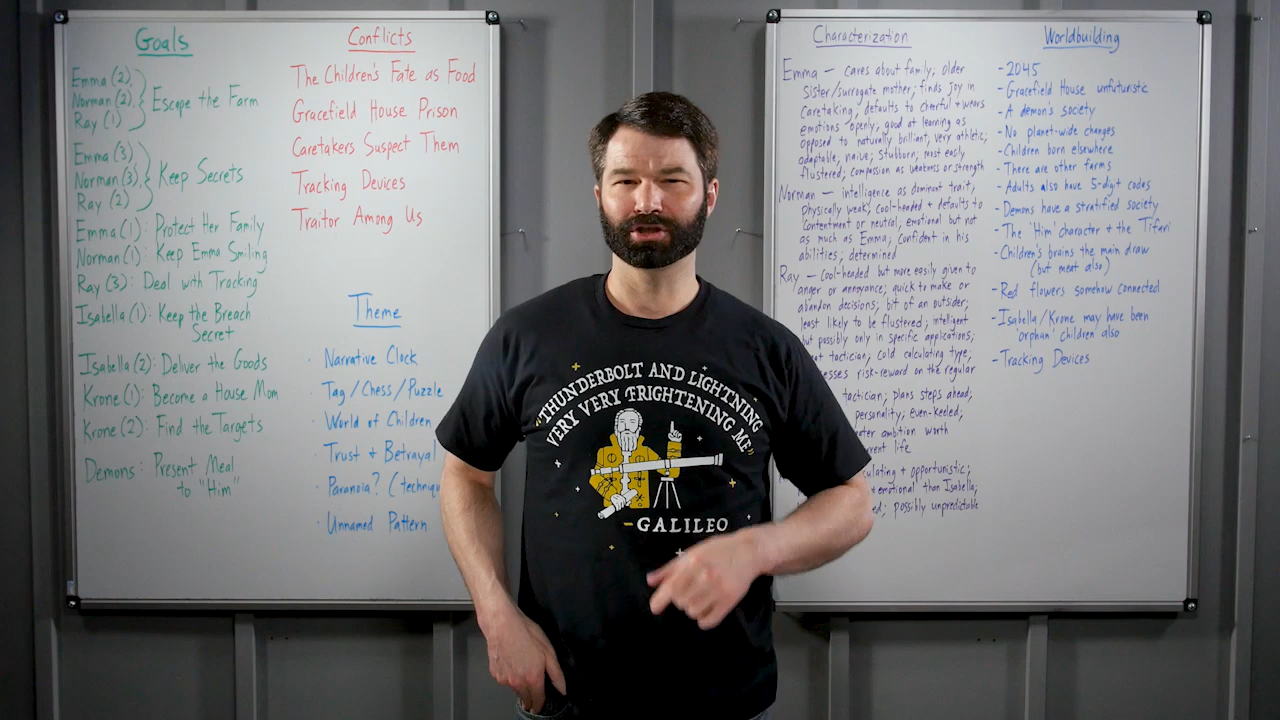 Goals
Emma (2)
Norman (2)
Ray (1)
Escape the Farm
Emma (3)
Norman (3)
Ray (2)
Keep Secrets
Emma (1): Protect Her Family
Norman (1): Keep Emma Smiling
Ray (3): Deal with Tracking
Isabella (1): Keep the Breach
Secret
Isabella (2): Deliver the Goods
Krone (1): Become a House Mom
Krone (2): Find the Targets
Demons: Present Meal
to "Him"
Conflicts
The Children's Fate as Food
Gracefield House Prison
Caretakers Suspect Them
Tracking Devices
Traitor Among Us
Theme
· Narrative Clock
· Tag/Chess/Puzzle
· World of Children
· Trust + Betrayal
· Paranoia? (techniqu
· Unnamed Pattern
"THUNDERBOLT AND LIGHTNING
VERY VERY FRIGHTENING ME"
-GALILEO
Characterization
Emma – cares about family; older
sister/surrogate mother; finds joy in
caretaking, defaults to cheerful + wears
emotions openly; good at learning as
opposed to naturally brilliant, very athletic;
adaptable, naive; stubborn; most easily
flustered; compassion as weakness or strength
Norman – intelligence as dominant trait;
physically weak; cool-headed + defaults to
contentment or neutral; emotional but not
as much as Emma; confident in his
abilities; determined
Ray – cool-headed but more easily given to
anger or annoyance; quick to make or
abandon decisions; bit of an outsider;
least likely to be flustered; intelligent
but possibly only in specific applications;
tactician, cold calculating type,
risk-reward on the regular
tactician; plans steps ahead;
personality; even-keeled;
ambition worth
life
+ opportunistic;
emotional than Isabella;
possibly unpredictable
Worldbuilding
- 2045
- Gracefield House unfuturistic
- A demon's society
- No planet-wide changes
- Children born elsewhere
- There are other farms
- Adults also have 5-digit codes
- Demons have a stratified society
- The 'Him' character + the Tifari
- Children's brains the main draw
(but meat also)
- Red flowers somehow connected
- Isabella/Krone may have been
'orphan' children also
- Tracking Devices